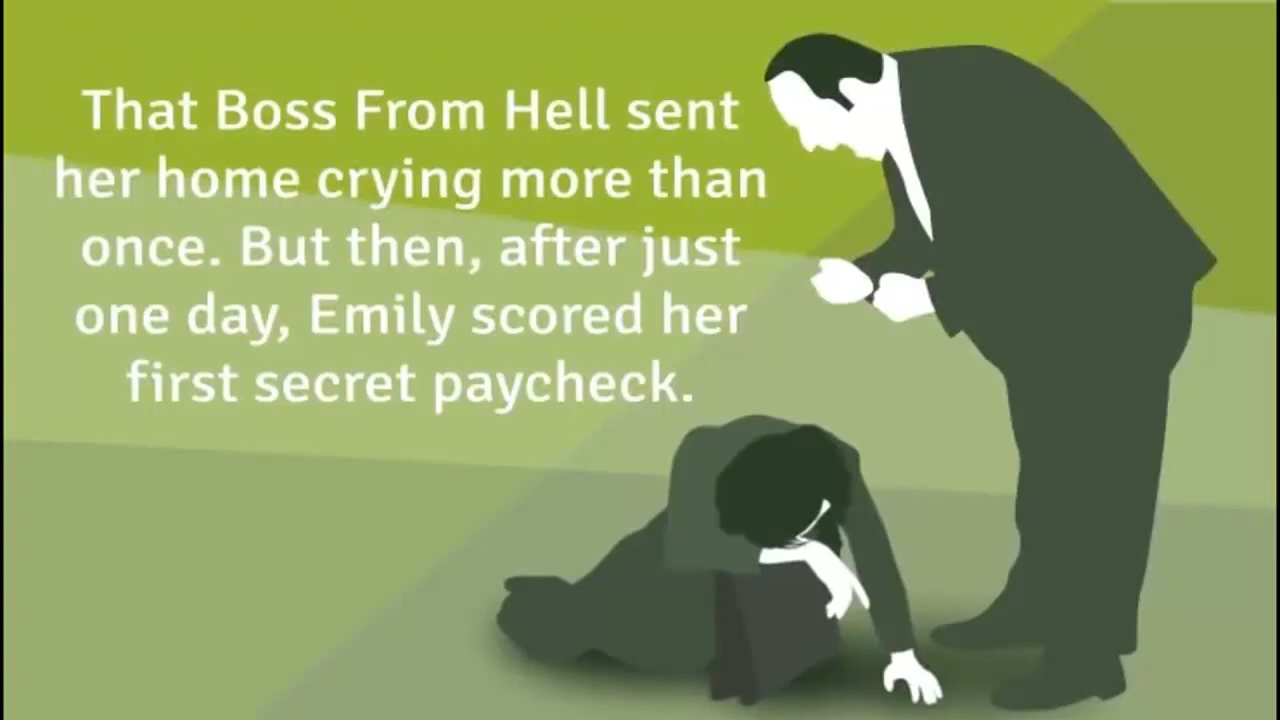 That Boss From Hell sent
her home crying more than
once. But then, after just
one day, Emily scored her
first secret paycheck.